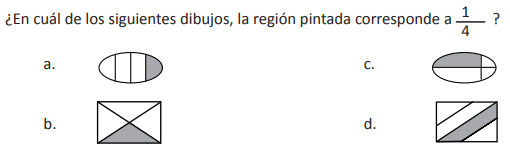 ¿En cuál de los siguientes dibujos, la región pintada corresponde a 1/4 ?
a.
c.
b.
d.